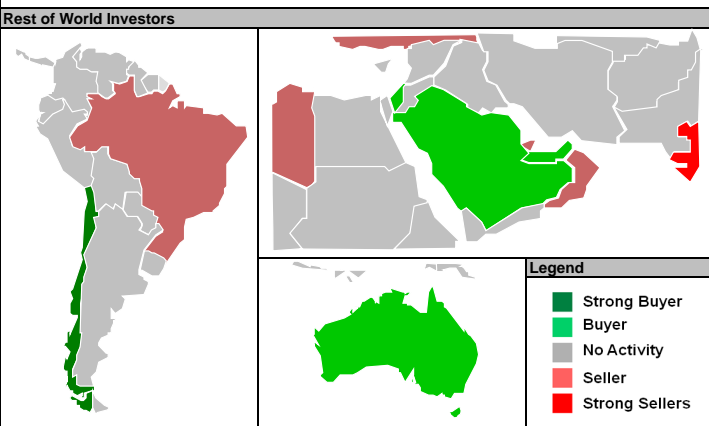 Rest of World Investors
Legend
Strong Buyer
Buyer
No Activity
Seller
Strong Sellers